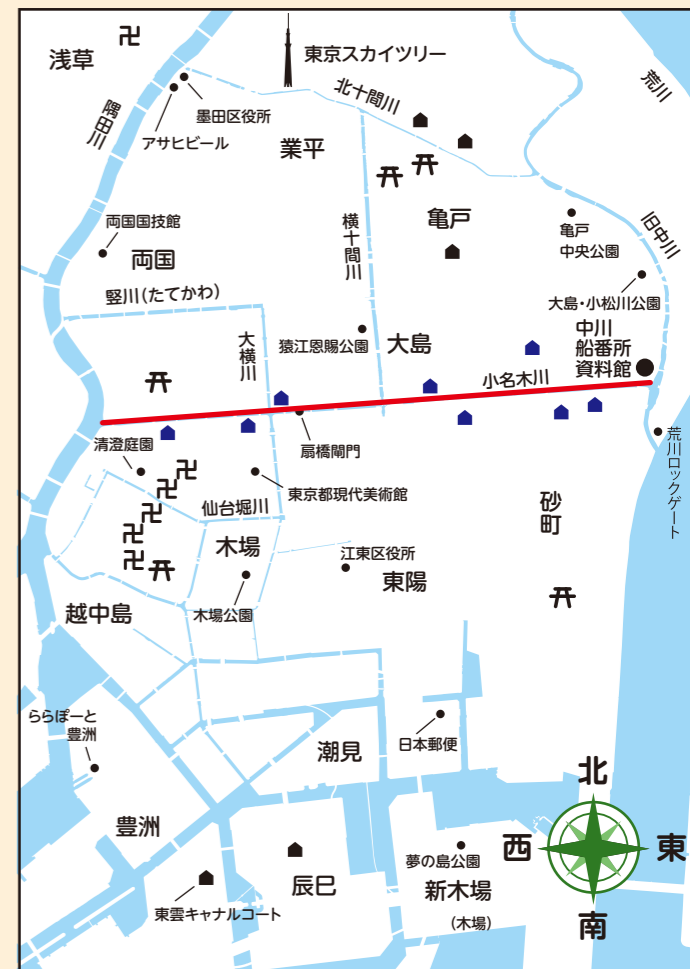 浅草
東京スカイツリー
北十間川
荒川
墨田区役所
アサヒビール
隅田川
業平
両国国技館
両国
竪川(たてかわ)
横十間川
亀戸
亀戸
中央公園
旧中川
大島・小松川公園
大横川
猿江恩賜公園
大島
中川
船番所
資料館
小名木川
扇橋閘門
清澄庭園
荒川ロックゲート
東京都現代美術館
仙台堀川
砂町
木場
江東区役所
東陽
木場公園
越中島
ららぽーと
豊洲
潮見
日本郵便
豊洲
北
西
東
南
夢の島公園
新木場
(木場)
辰巳
東雲キャナルコート